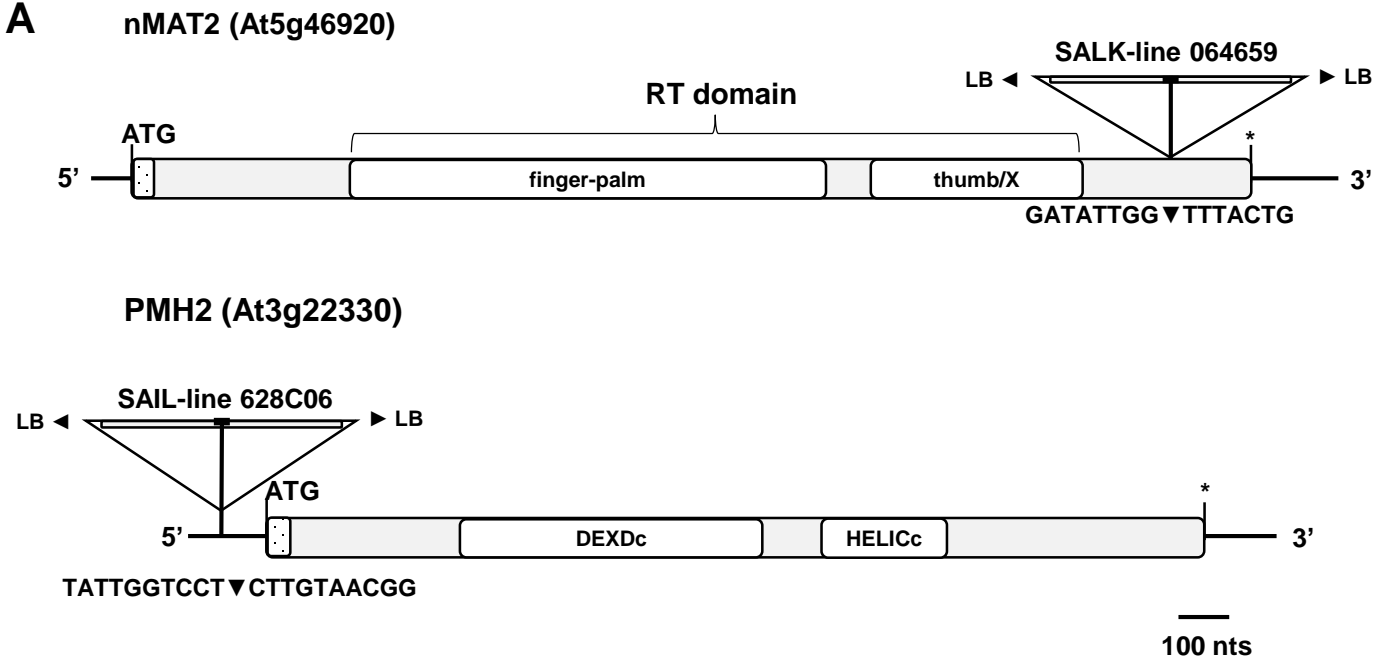 A
nMAT2 (At5g46920)
SALK-line 064659
LB ◄ ► LB
RT domain
ATG
*
5’ finger-palm thumb/X 3’
GATATTGG▼TTTACTG
PMH2 (At3g22330)
SAIL-line 628C06
LB ◄ ► LB
ATG
*
5’ DEXDc HELICc 3’
TATTGGTCCT▼CTTGTAACGG
100 nts